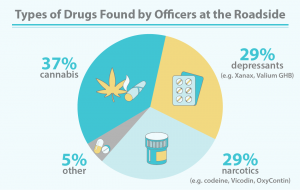 Types of Drugs Found by Officers at the Roadside
37%
cannabis
29%
depressants
(e.g. Xanax, Valium GHB)
5%
other
29%
narcotics
(e.g. codeine, Vicodin, OxyContin)